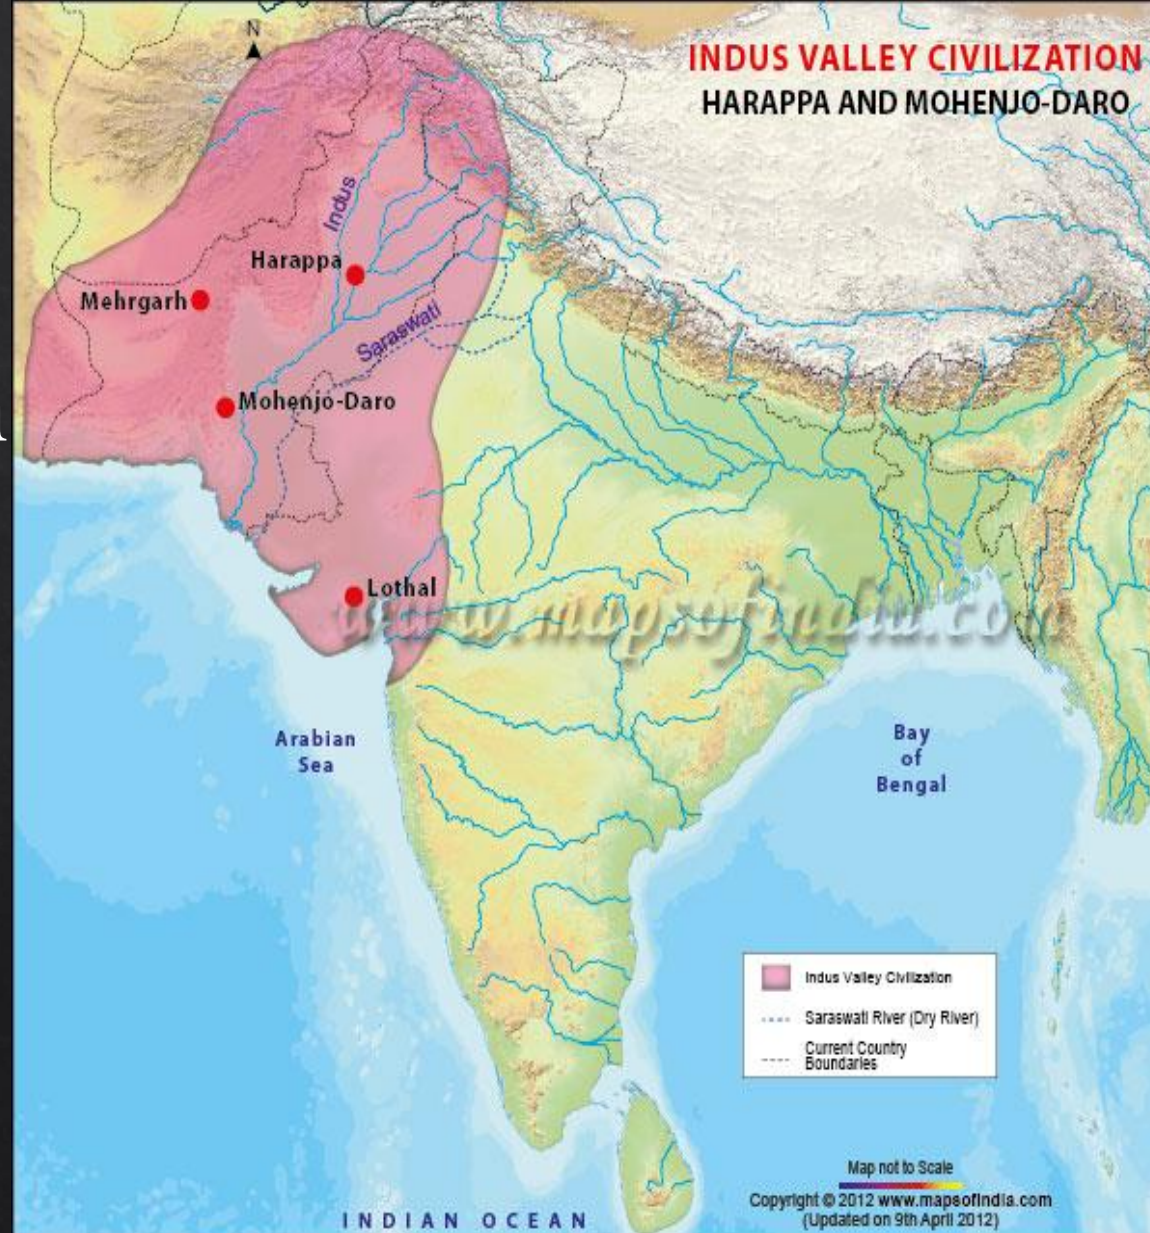 INDUS VALLEY CIVILIZATION
HARAPPA AND MOHENJO-DARO
N
Indus
Harappa
Mehrgarh
Saraswati
Mohenjo-Daro
Lothal
www.mapsofindia.com
Arabian
Sea
Bay
of
Bengal
Indus Valley Civilization
Saraswati River (Dry River)
Current Country
Boundaries
Map not to Scale
Copyright © 2012 www.mapsofindia.com
(Updated on 9th April 2012)
INDIAN OCEAN